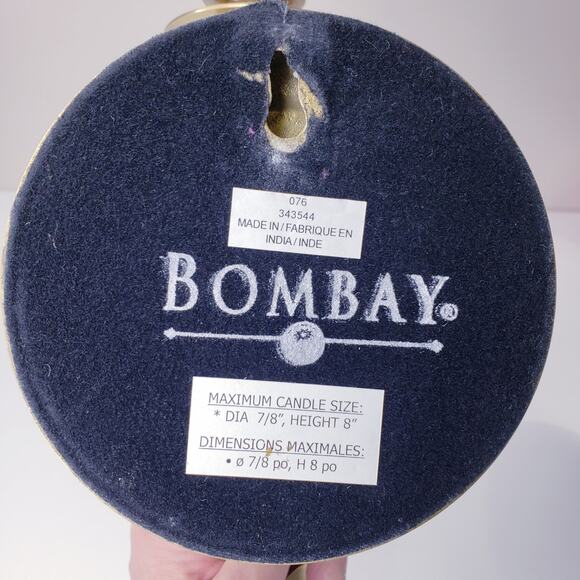 076
343544
MADE IN/FABRIQUE EN
INDIA/INDE
BOMBAY®
MAXIMUM CANDLE SIZE:
* DIA 7/8", HEIGHT 8"
DIMENSIONS MAXIMALES:
• ø 7/8 po, H 8 po